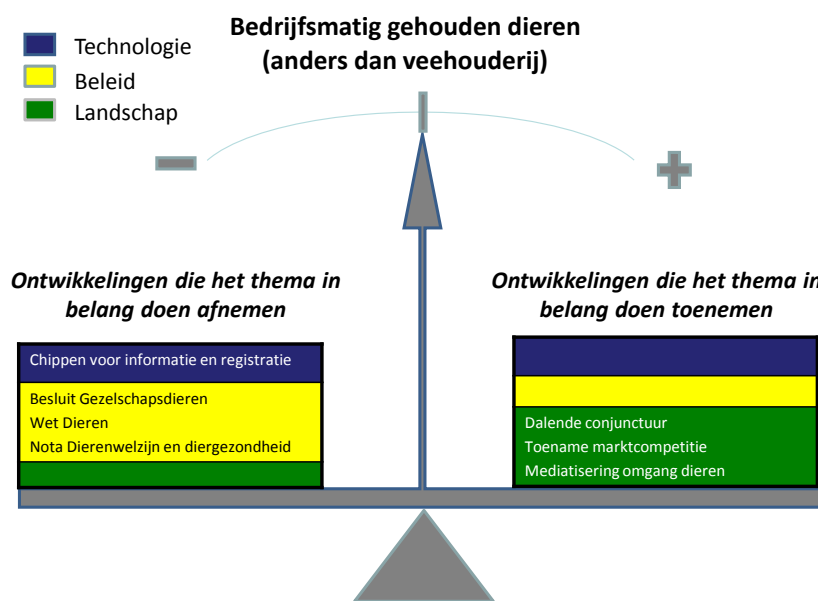 Bedrijfsmatig gehouden dieren
(anders dan veehouderij)
Technologie
Beleid
Landschap
Ontwikkelingen die het thema in
belang doen afnemen
Chippen voor informatie en registratie
Besluit Gezelschapsdieren
Wet Dieren
Nota Dierenwelzijn en diergezondheid
Ontwikkelingen die het thema in
belang doen toenemen
Dalende conjunctuur
Toename marktcompetitie
Mediatisering omgang dieren